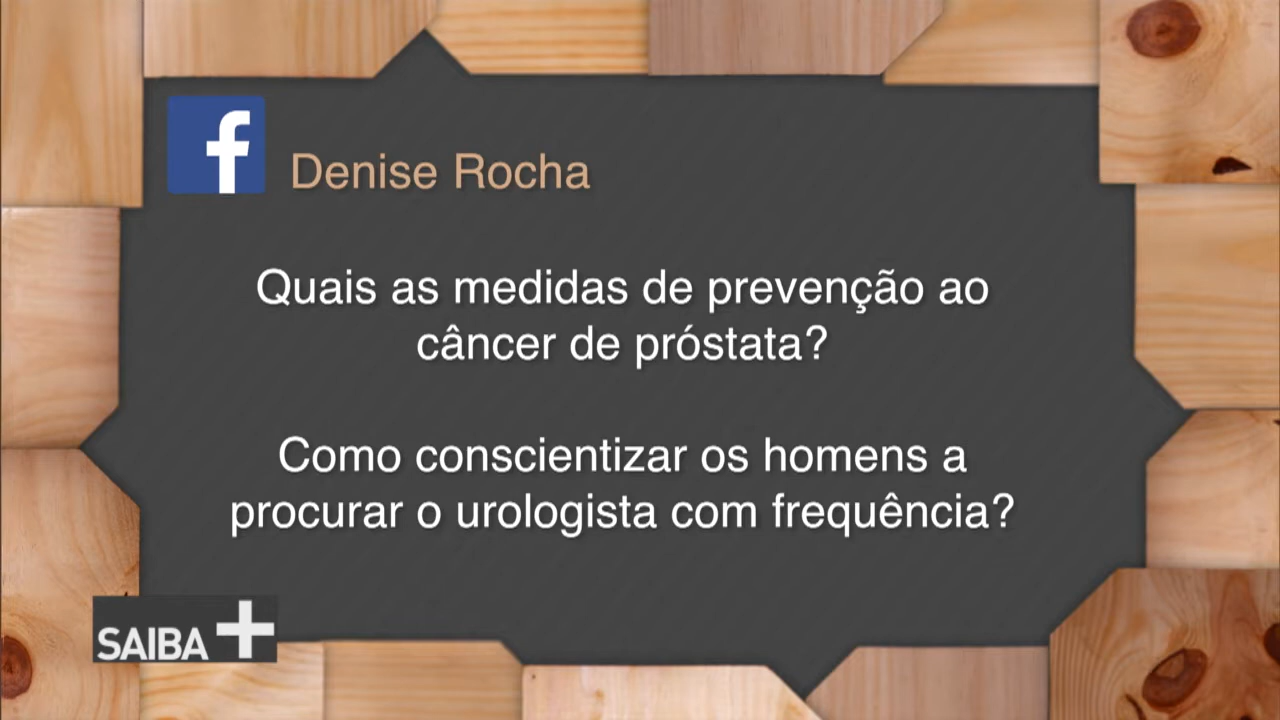 f
Denise Rocha
Quais as medidas de prevenção ao
câncer de próstata?
Como conscientizar os homens a
procurar o urologista com frequência?
SAIBA +